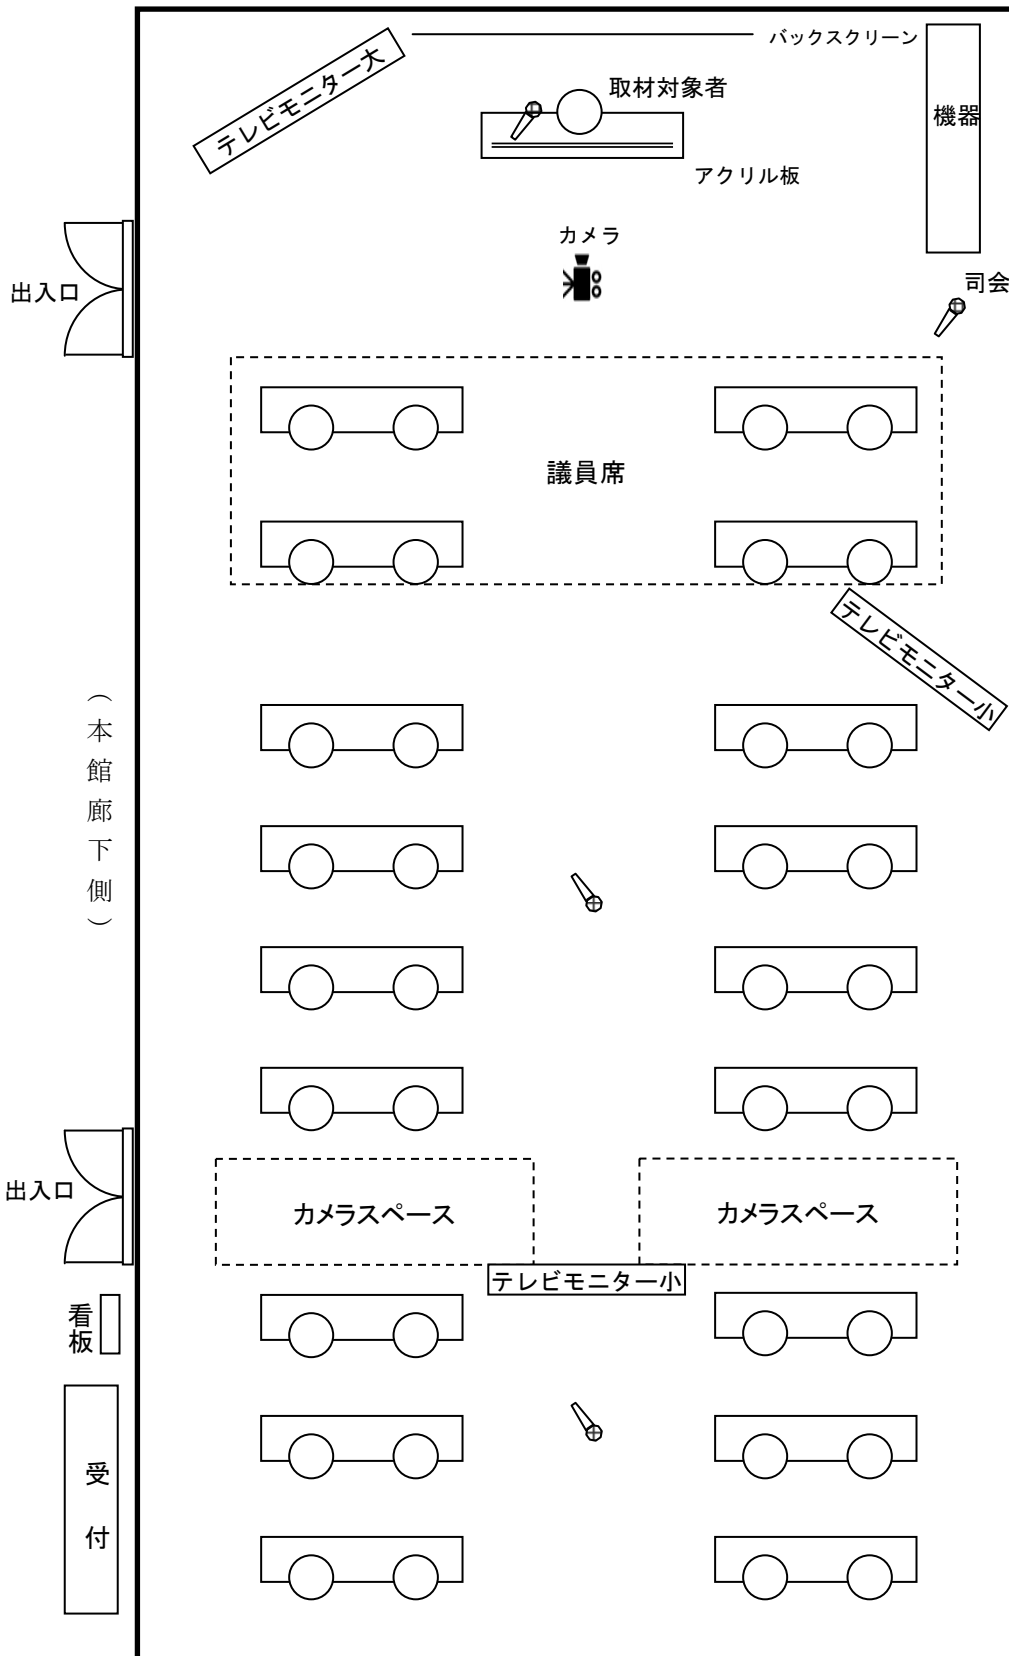 バックスクリーン
テレビモニター大
取材対象者
機器
アクリル板
カメラ
出入口
司会
議員席
テレビモニター小
（本館廊下側）
出入口
カメラスペース
カメラスペース
テレビモニター小
看板
受付